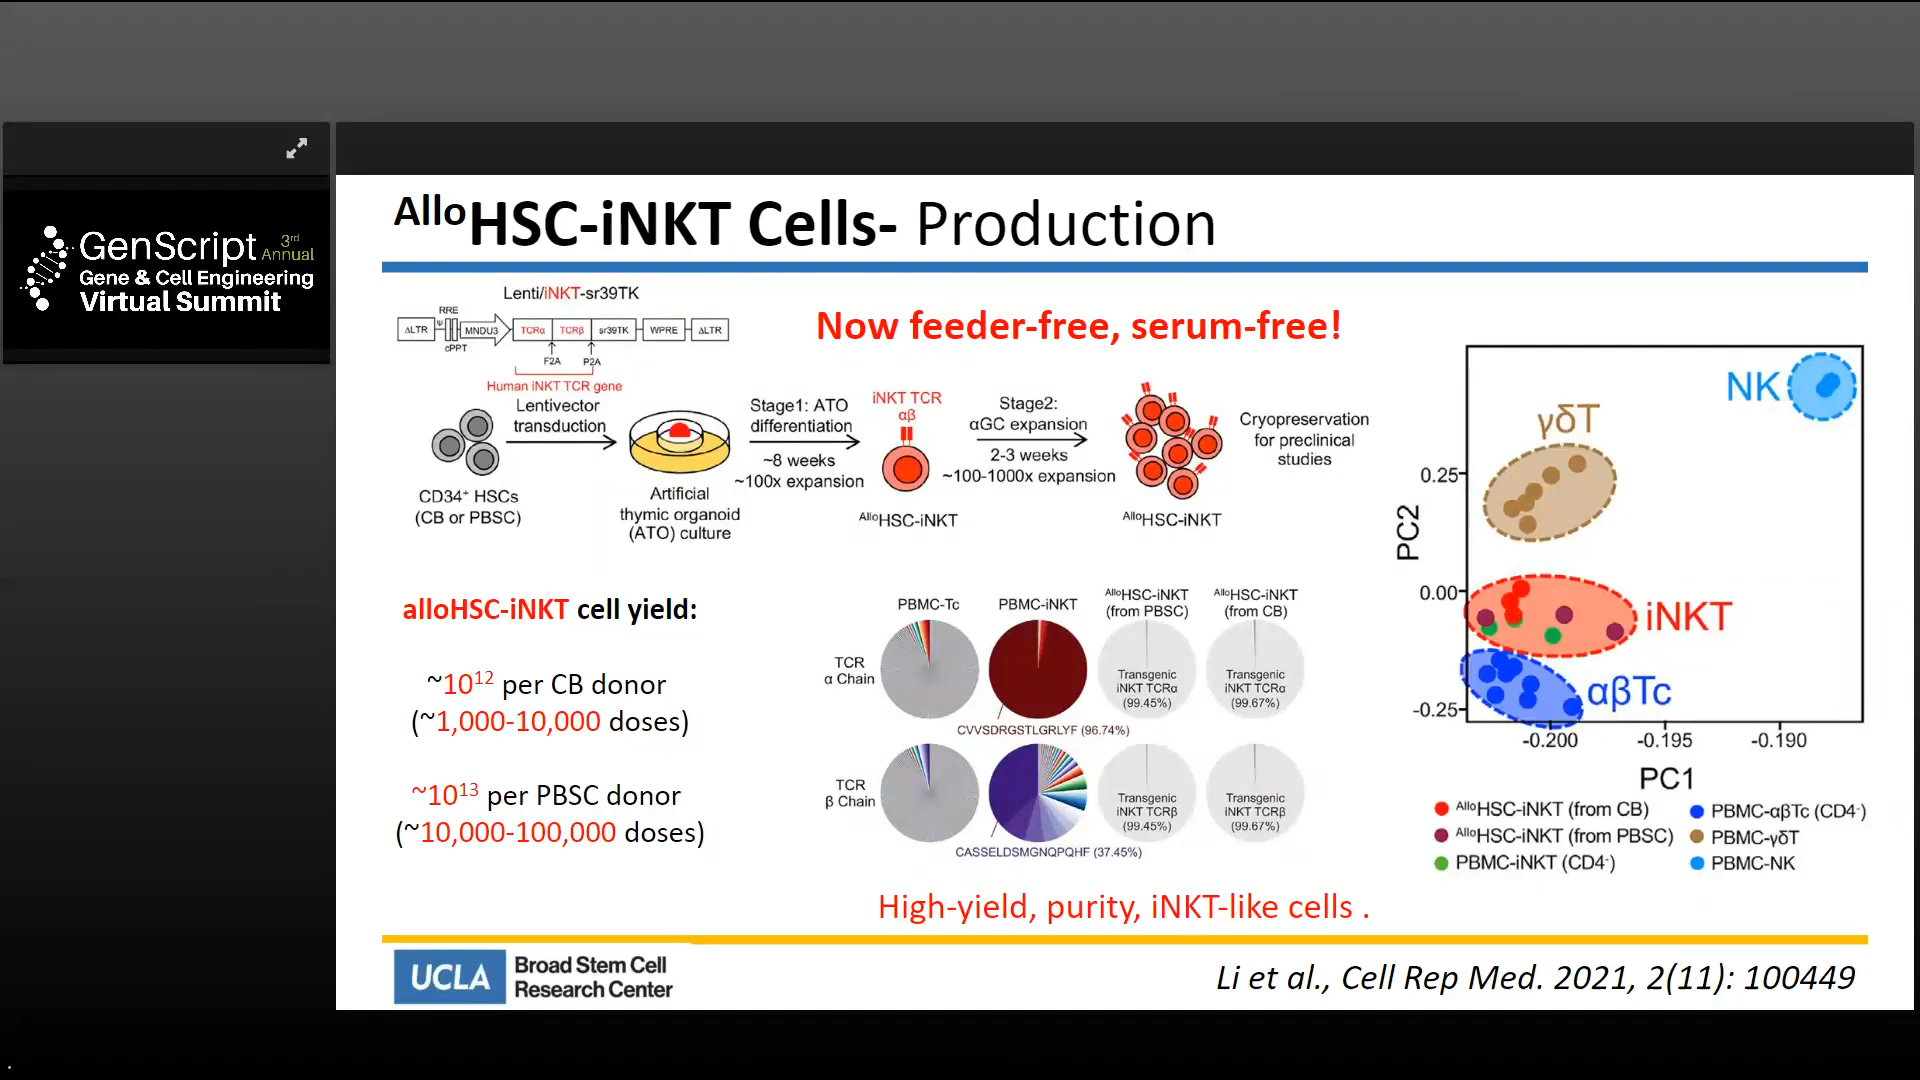 GenScript 3rd Annual
Gene & Cell Engineering
Virtual Summit
AlloHSC-iNKT Cells- Production
Lenti/iNKT-sr39TK
RRE
ΔLTR Ψ MNDU3 TCRα TCRβ sr39TK WPRE ΔLTR
cPPT
F2A P2A
Human iNKT TCR gene
Now feeder-free, serum-free!
Lentivector
transduction
CD34+ HSCs
(CB or PBSC)
Artificial
thymic organoid
(ATO) culture
Stage1: ATO
differentiation
~8 weeks
~100x expansion
iNKT TCR
αβ
AlloHSC-iNKT
Stage2:
αGC expansion
2-3 weeks
~100-1000x expansion
AlloHSC-iNKT
Cryopreservation
for preclinical
studies
alloHSC-iNKT cell yield:
~10^12 per CB donor
(~1,000-10,000 doses)
~10^13 per PBSC donor
(~10,000-100,000 doses)
PBMC-Tc
PBMC-iNKT
AlloHSC-iNKT
(from PBSC)
AlloHSC-iNKT
(from CB)
TCR
α Chain
Transgenic
iNKT TCRα
(99.45%)
Transgenic
iNKT TCRα
(99.67%)
CVVSDRGSTLGRLYF (96.74%)
TCR
β Chain
Transgenic
iNKT TCRβ
(99.45%)
Transgenic
iNKT TCRβ
(99.67%)
CASSELDSMGNQPQHF (37.45%)
High-yield, purity, iNKT-like cells .
NK
γδT
iNKT
αβTc
PC2
0.25
0.00
-0.25
-0.200 -0.195 -0.190
PC1
AlloHSC-iNKT (from CB)
AlloHSC-iNKT (from PBSC)
PBMC-iNKT (CD4-)
PBMC-αβTc (CD4-)
PBMC-γδT
PBMC-NK
UCLA Broad Stem Cell
Research Center
Li et al., Cell Rep Med. 2021, 2(11): 100449